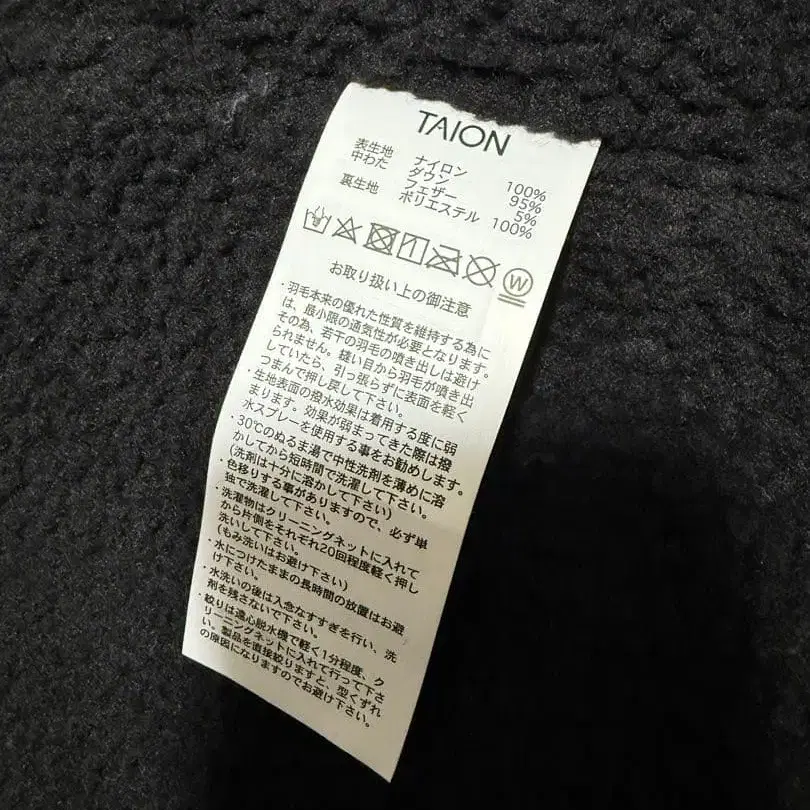 TAION
表生地 ナイロン 100%
中わた ダウン 95%
フェザー 5%
裏生地 ポリエステル 100%
W
お取り扱い上の御注意
・羽毛本来の優れた性質を維持する為に
は、最小限の通気性が必要となります。
その為、若干の羽毛の噴き出しは避け
られません。縫い目から羽毛が噴き出
していたら、引っ張らずに表面を軽く
つまんで押し戻して下さい。
・生地表面の撥水効果は着用する度に弱
まります。効果が弱まってきた際は撥
水スプレーを使用する事をお勧めします。
・30℃のぬるま湯で中性洗剤を薄めに溶
かしてから短時間で洗濯して下さい。
(洗剤は十分に溶かして下さい)
・色移りする事がありますので、必ず単
独で洗濯して下さい。
・洗濯物はクリーニングネットに入れて
から片側をそれぞれ20回程度軽く押し
洗いして下さい。
(もみ洗いはお避け下さい)
・水につけたままの長時間の放置はお避
け下さい。
・水洗いの後は入念なすすぎを行い、洗
剤を残さないで下さい。
・絞りは遠心脱水機で軽く1分程度、ク
リーニングネットに入れて行って下さ
い。製品を直接絞りますと、型くずれ
の原因になりますのでお避け下さい。